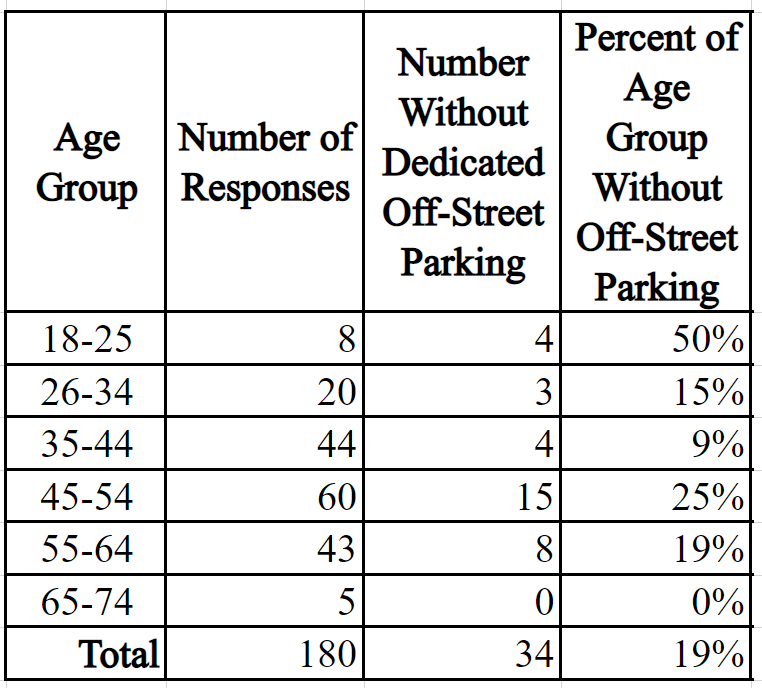 Age Group | Number of Responses | Number Without Dedicated Off-Street Parking | Percent of Age Group Without Off-Street Parking
18-25 | 8 | 4 | 50%
26-34 | 20 | 3 | 15%
35-44 | 44 | 4 | 9%
45-54 | 60 | 15 | 25%
55-64 | 43 | 8 | 19%
65-74 | 5 | 0 | 0%
Total | 180 | 34 | 19%